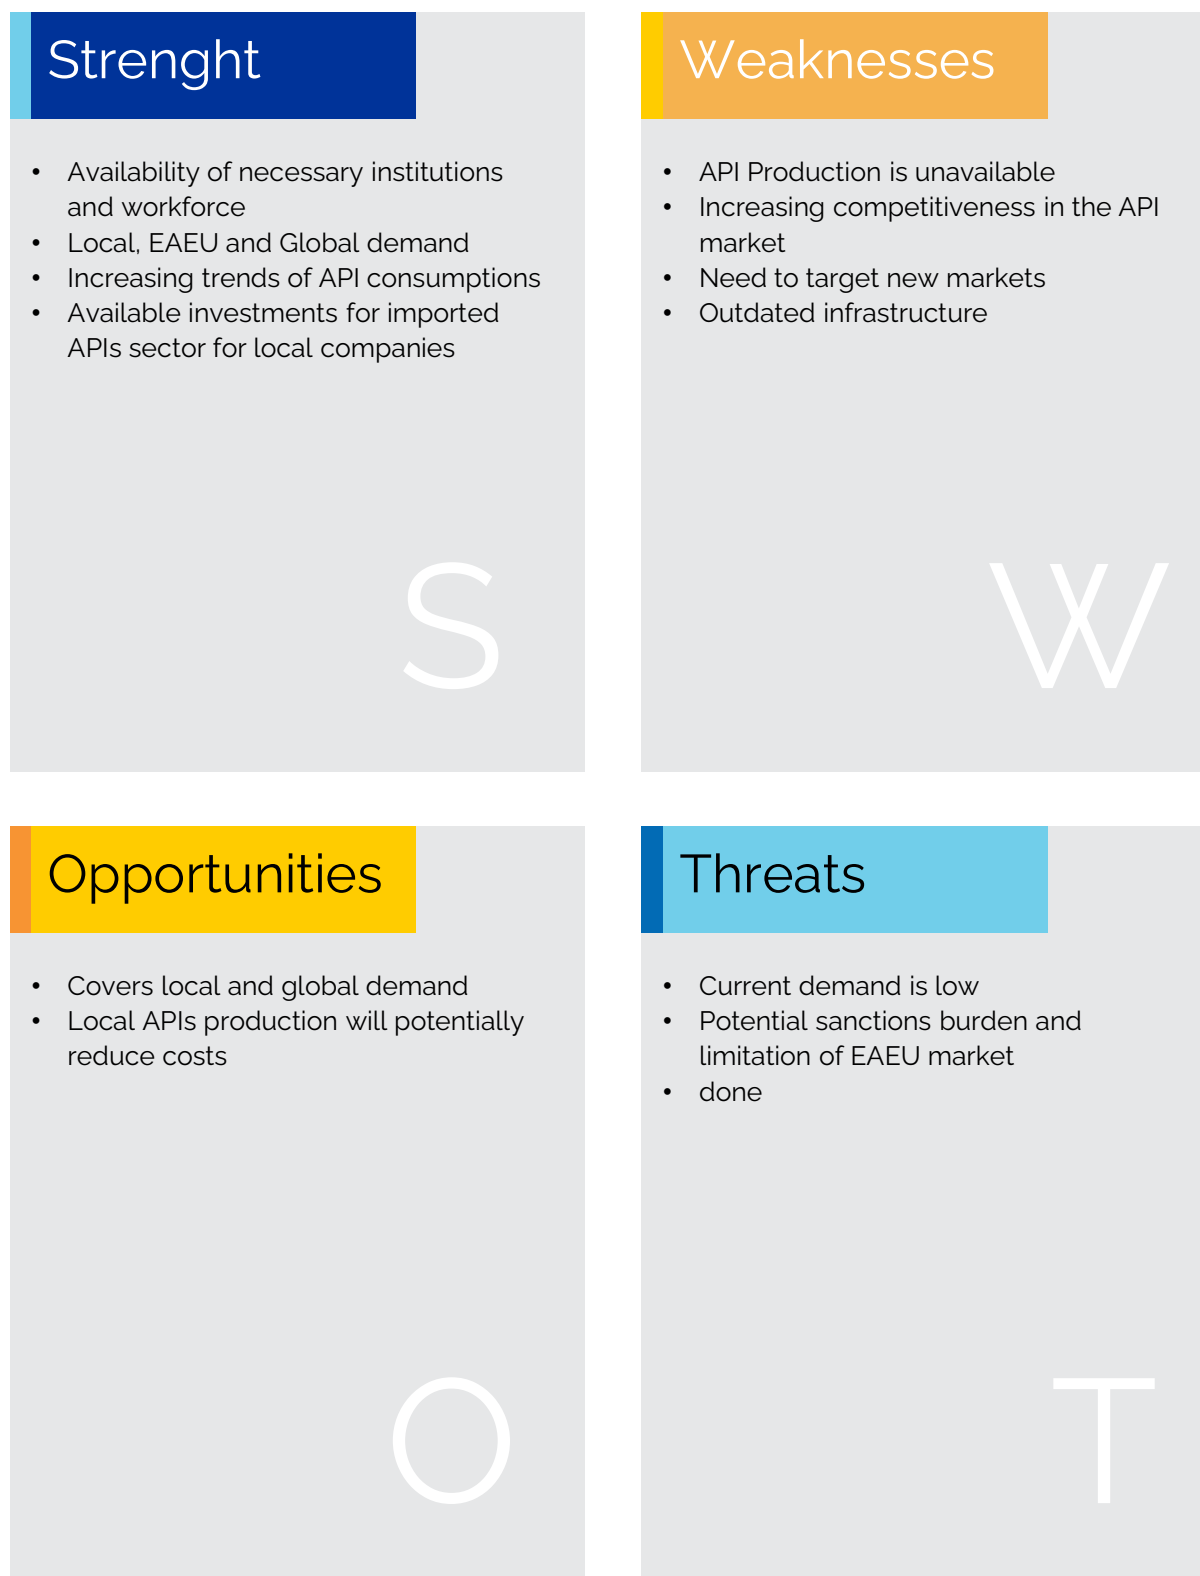 Strenght
• Availability of necessary institutions
and workforce
• Local, EAEU and Global demand
• Increasing trends of API consumptions
• Available investments for imported
APIs sector for local companies
S
Weaknesses
• API Production is unavailable
• Increasing competitiveness in the API
market
• Need to target new markets
• Outdated infrastructure
W
Opportunities
• Covers local and global demand
• Local APIs production will potentially
reduce costs
O
Threats
• Current demand is low
• Potential sanctions burden and
limitation of EAEU market
• done
T